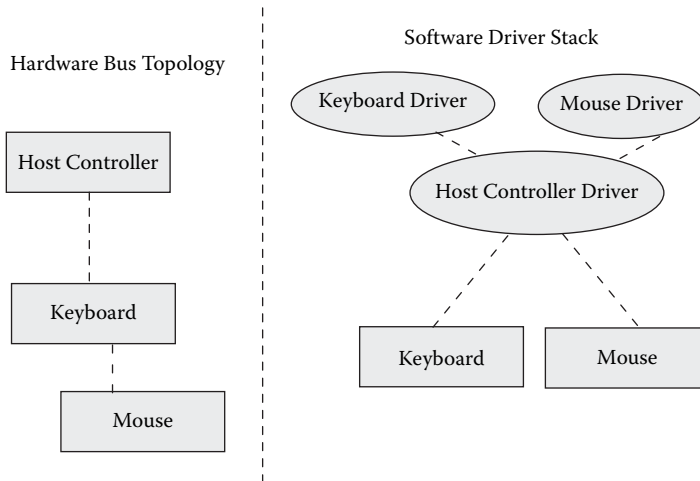 Hardware Bus Topology
Host Controller
Keyboard
Mouse
Software Driver Stack
Keyboard Driver
Mouse Driver
Host Controller Driver
Keyboard
Mouse